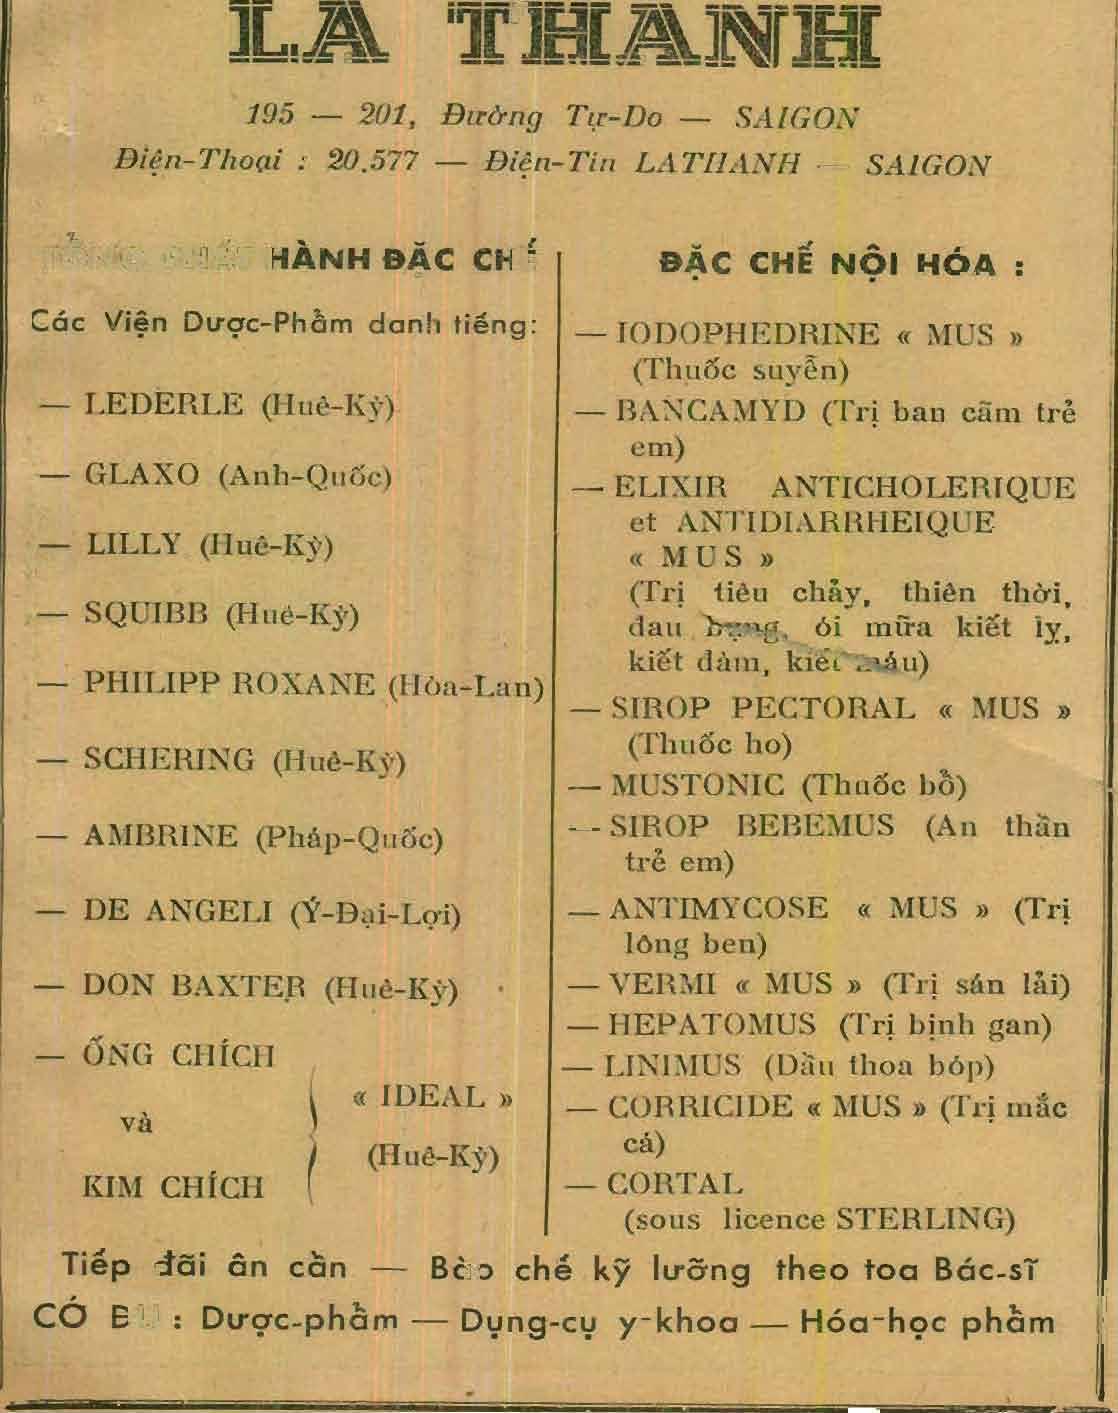 LA THANH
195 — 201, Đường Tự-Do — SAIGON
Điện-Thoại : 20.577 — Điện-Tín LATHANH — SAIGON
HÀNH ĐẶC CHẾ
Các Viện Dược-Phẩm danh tiếng:
— LEDERLE (Huê-Kỳ)
— GLAXO (Anh-Quốc)
— LILLY (Huê-Kỳ)
— SQUIBB (Huê-Kỳ)
— PHILIPP ROXANE (Hòa-Lan)
— SCHERING (Huê-Kỳ)
— AMBRINE (Pháp-Quốc)
— DE ANGELI (Ý-Đại-Lợi)
— DON BAXTER (Huê-Kỳ)
— ỐNG CHÍCH
và
KIM CHÍCH
« IDEAL »
(Huê-Kỳ)
ĐẶC CHẾ NỘI HÓA :
— IODOPHEDRINE « MUS »
(Thuốc suyễn)
— BANCAMYD (Trị ban cãm trẻ
em)
— ELIXIR ANTICHOLERIQUE
et ANTIDIARRHEIQUE
« MUS »
(Trị tiêu chảy, thiên thời,
đau bụng, ói mữa kiết lỵ,
kiết đàm, kiết máu)
— SIROP PECTORAL « MUS »
(Thuốc ho)
— MUSTONIC (Thuốc bổ)
— SIROP BEBEMUS (An thần
trẻ em)
— ANTIMYCOSE « MUS » (Trị
lông ben)
— VERMI « MUS » (Trị sán lải)
— HEPATOMUS (Trị bịnh gan)
— LINIMUS (Dầu thoa bóp)
— CORRICIDE « MUS » (Trị mắc
cá)
— CORTAL
(sous licence STERLING)
Tiếp đãi ân cần — Bào chế kỹ lưỡng theo toa Bác-sĩ
CÓ : Dược-phẩm — Dụng-cụ y-khoa — Hóa-học phẩm